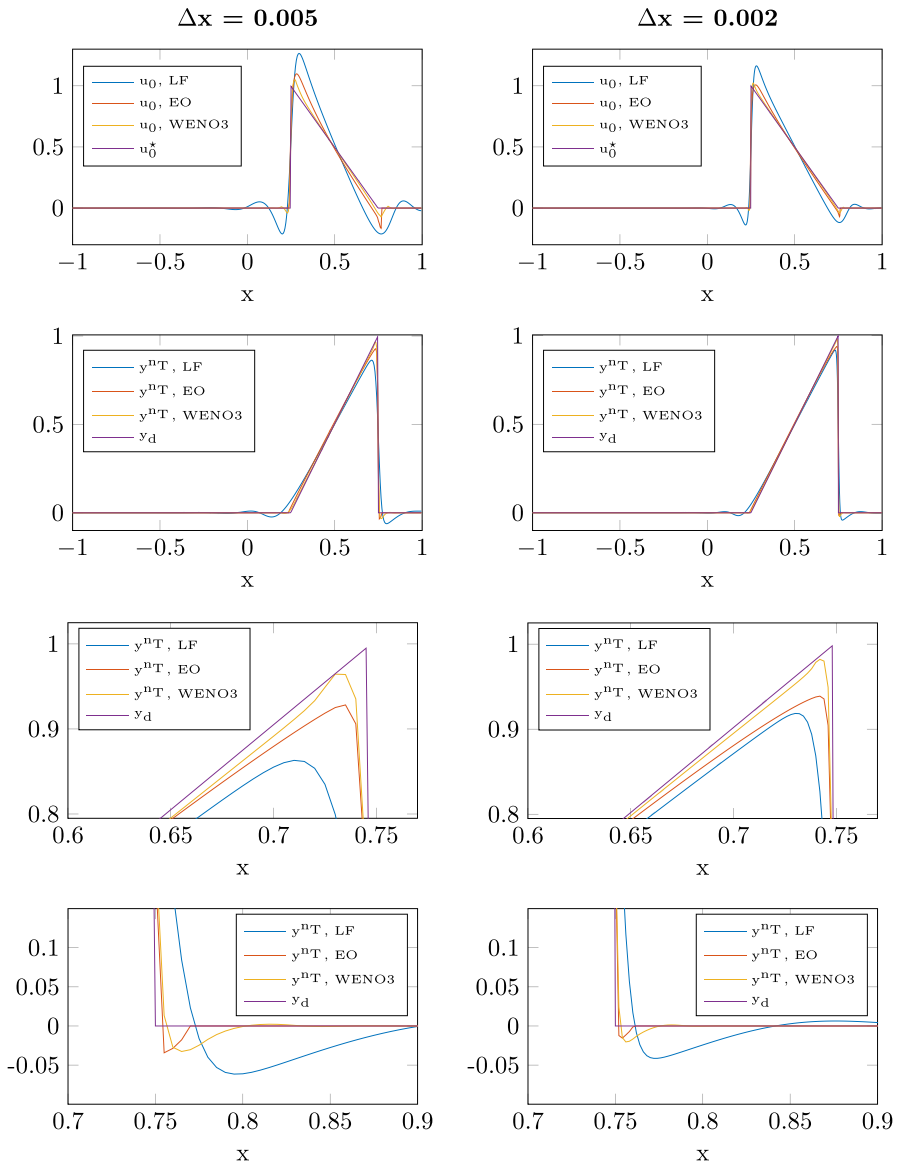 Δx = 0.005
Δx = 0.002
1
0.5
0
u0, LF
u0, EO
u0, WENO3
u0⋆
−1 −0.5 0 0.5 1
x
1
0.5
0
u0, LF
u0, EO
u0, WENO3
u0⋆
−1 −0.5 0 0.5 1
x
1
0.5
0
ynT, LF
ynT, EO
ynT, WENO3
yd
−1 −0.5 0 0.5 1
x
1
0.5
0
ynT, LF
ynT, EO
ynT, WENO3
yd
−1 −0.5 0 0.5 1
x
1
0.9
0.8
ynT, LF
ynT, EO
ynT, WENO3
yd
0.6 0.65 0.7 0.75
x
1
0.9
0.8
ynT, LF
ynT, EO
ynT, WENO3
yd
0.6 0.65 0.7 0.75
x
0.1
0.05
0
-0.05
ynT, LF
ynT, EO
ynT, WENO3
yd
0.7 0.75 0.8 0.85 0.9
x
0.1
0.05
0
-0.05
ynT, LF
ynT, EO
ynT, WENO3
yd
0.7 0.75 0.8 0.85 0.9
x